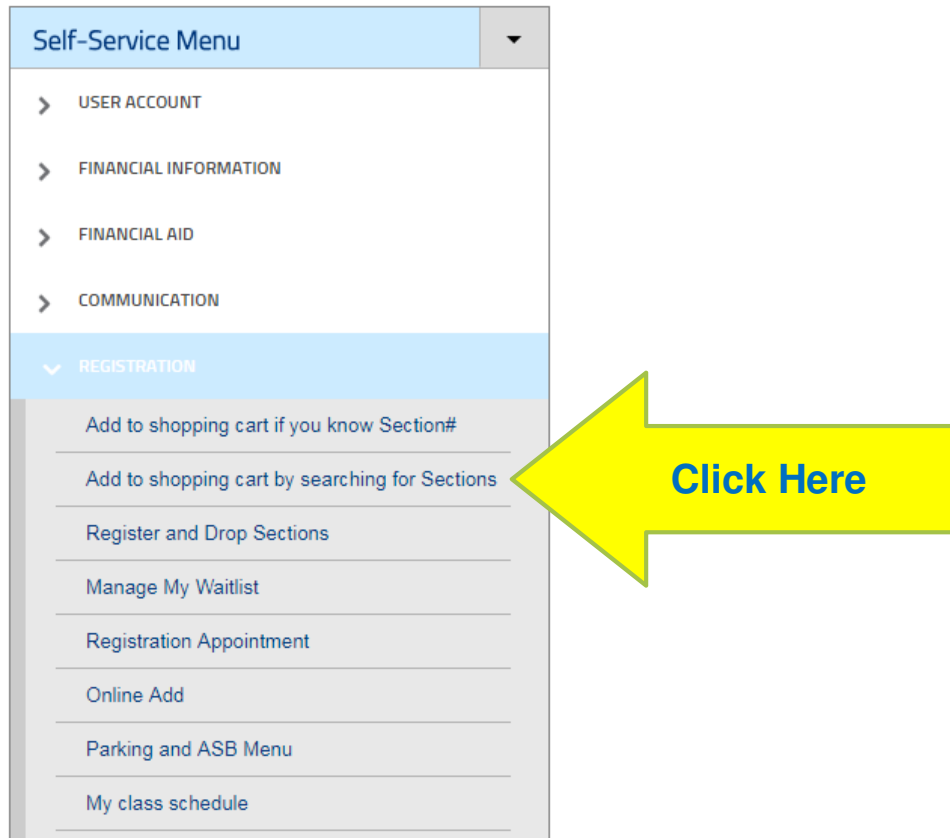 Self-Service Menu
USER ACCOUNT
FINANCIAL INFORMATION
FINANCIAL AID
COMMUNICATION
REGISTRATION
Add to shopping cart if you know Section#
Add to shopping cart by searching for Sections
Click Here
Register and Drop Sections
Manage My Waitlist
Registration Appointment
Online Add
Parking and ASB Menu
My class schedule